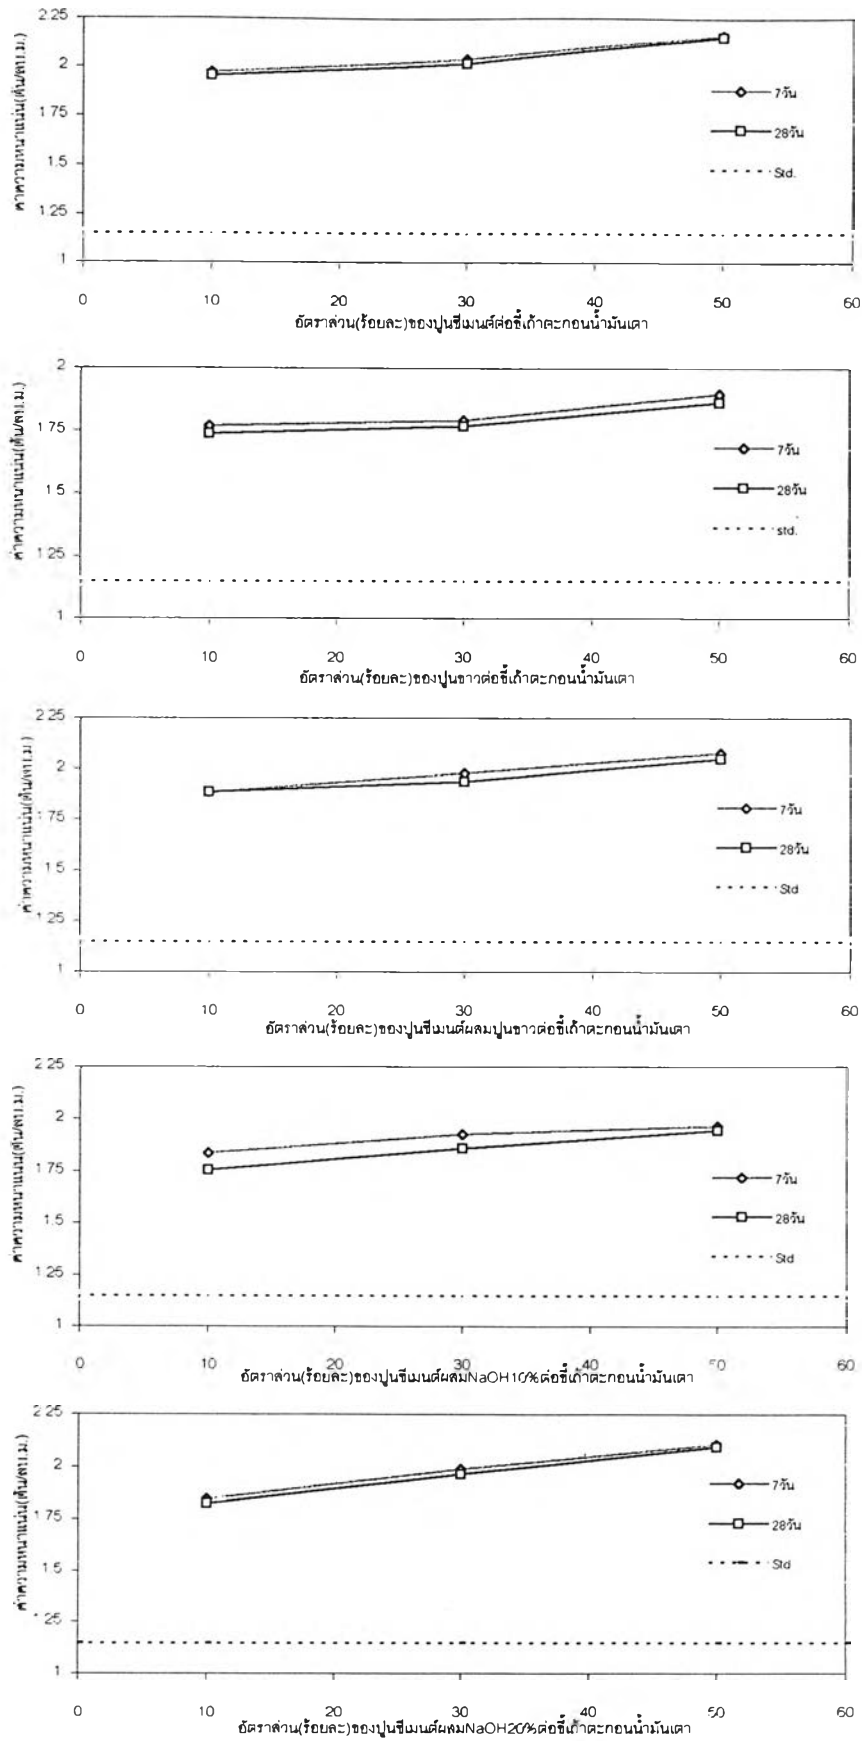 2.25
2
1.75
1.5
1.25
1
ค่าความหนาแน่น(ตัน/ลบ.ม.)
7วัน
28วัน
Std.
0 10 20 30 40 50 60
อัตราส่วน(ร้อยละ)ของปูนซีเมนต์ต่อขี้เถ้าตะกอนน้ำมันเตา
2
1.75
1.5
1.25
1
ค่าความหนาแน่น(ตัน/ลบ.ม.)
7วัน
28วัน
std.
0 10 20 30 40 50 60
อัตราส่วน(ร้อยละ)ของปูนขาวต่อขี้เถ้าตะกอนน้ำมันเตา
2.25
2
1.75
1.5
1.25
1
ค่าความหนาแน่น(ตัน/ลบ.ม.)
7วัน
28วัน
Std
0 10 20 30 40 50 60
อัตราส่วน(ร้อยละ)ของปูนซีเมนต์ผสมปูนขาวต่อขี้เถ้าตะกอนน้ำมันเตา
2.25
2
1.75
1.5
1.25
1
ค่าความหนาแน่น(ตัน/ลบ.ม.)
7วัน
28วัน
Std
0 10 20 30 40 50 60
อัตราส่วน(ร้อยละ)ของปูนซีเมนต์ผสมNaOH10%ต่อขี้เถ้าตะกอนน้ำมันเตา
2.25
2
1.75
1.5
1.25
1
ค่าความหนาแน่น(ตัน/ลบ.ม.)
7วัน
28วัน
Std
0 10 20 30 40 50 60
อัตราส่วน(ร้อยละ)ของปูนซีเมนต์ผสมNaOH20%ต่อขี้เถ้าตะกอนน้ำมันเตา